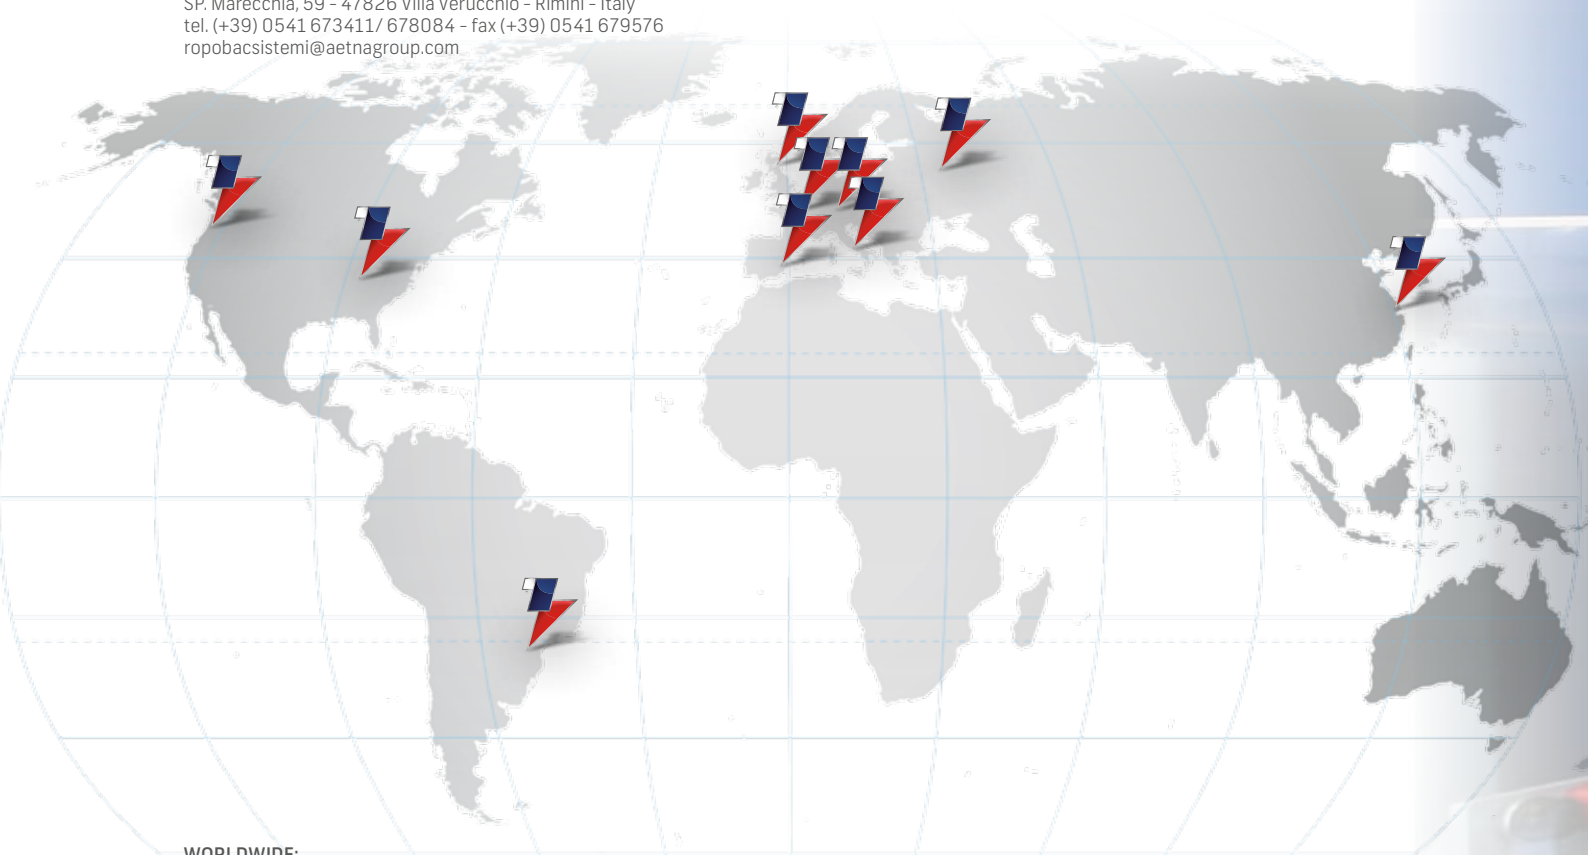 SP. Marecchia, 59 - 47826 Villa Verucchio - Rimini - Italy
tel. (+39) 0541 673411/ 678084 - fax (+39) 0541 679576
ropobacsistemi@aetnagroup.com
WORLDWIDE: